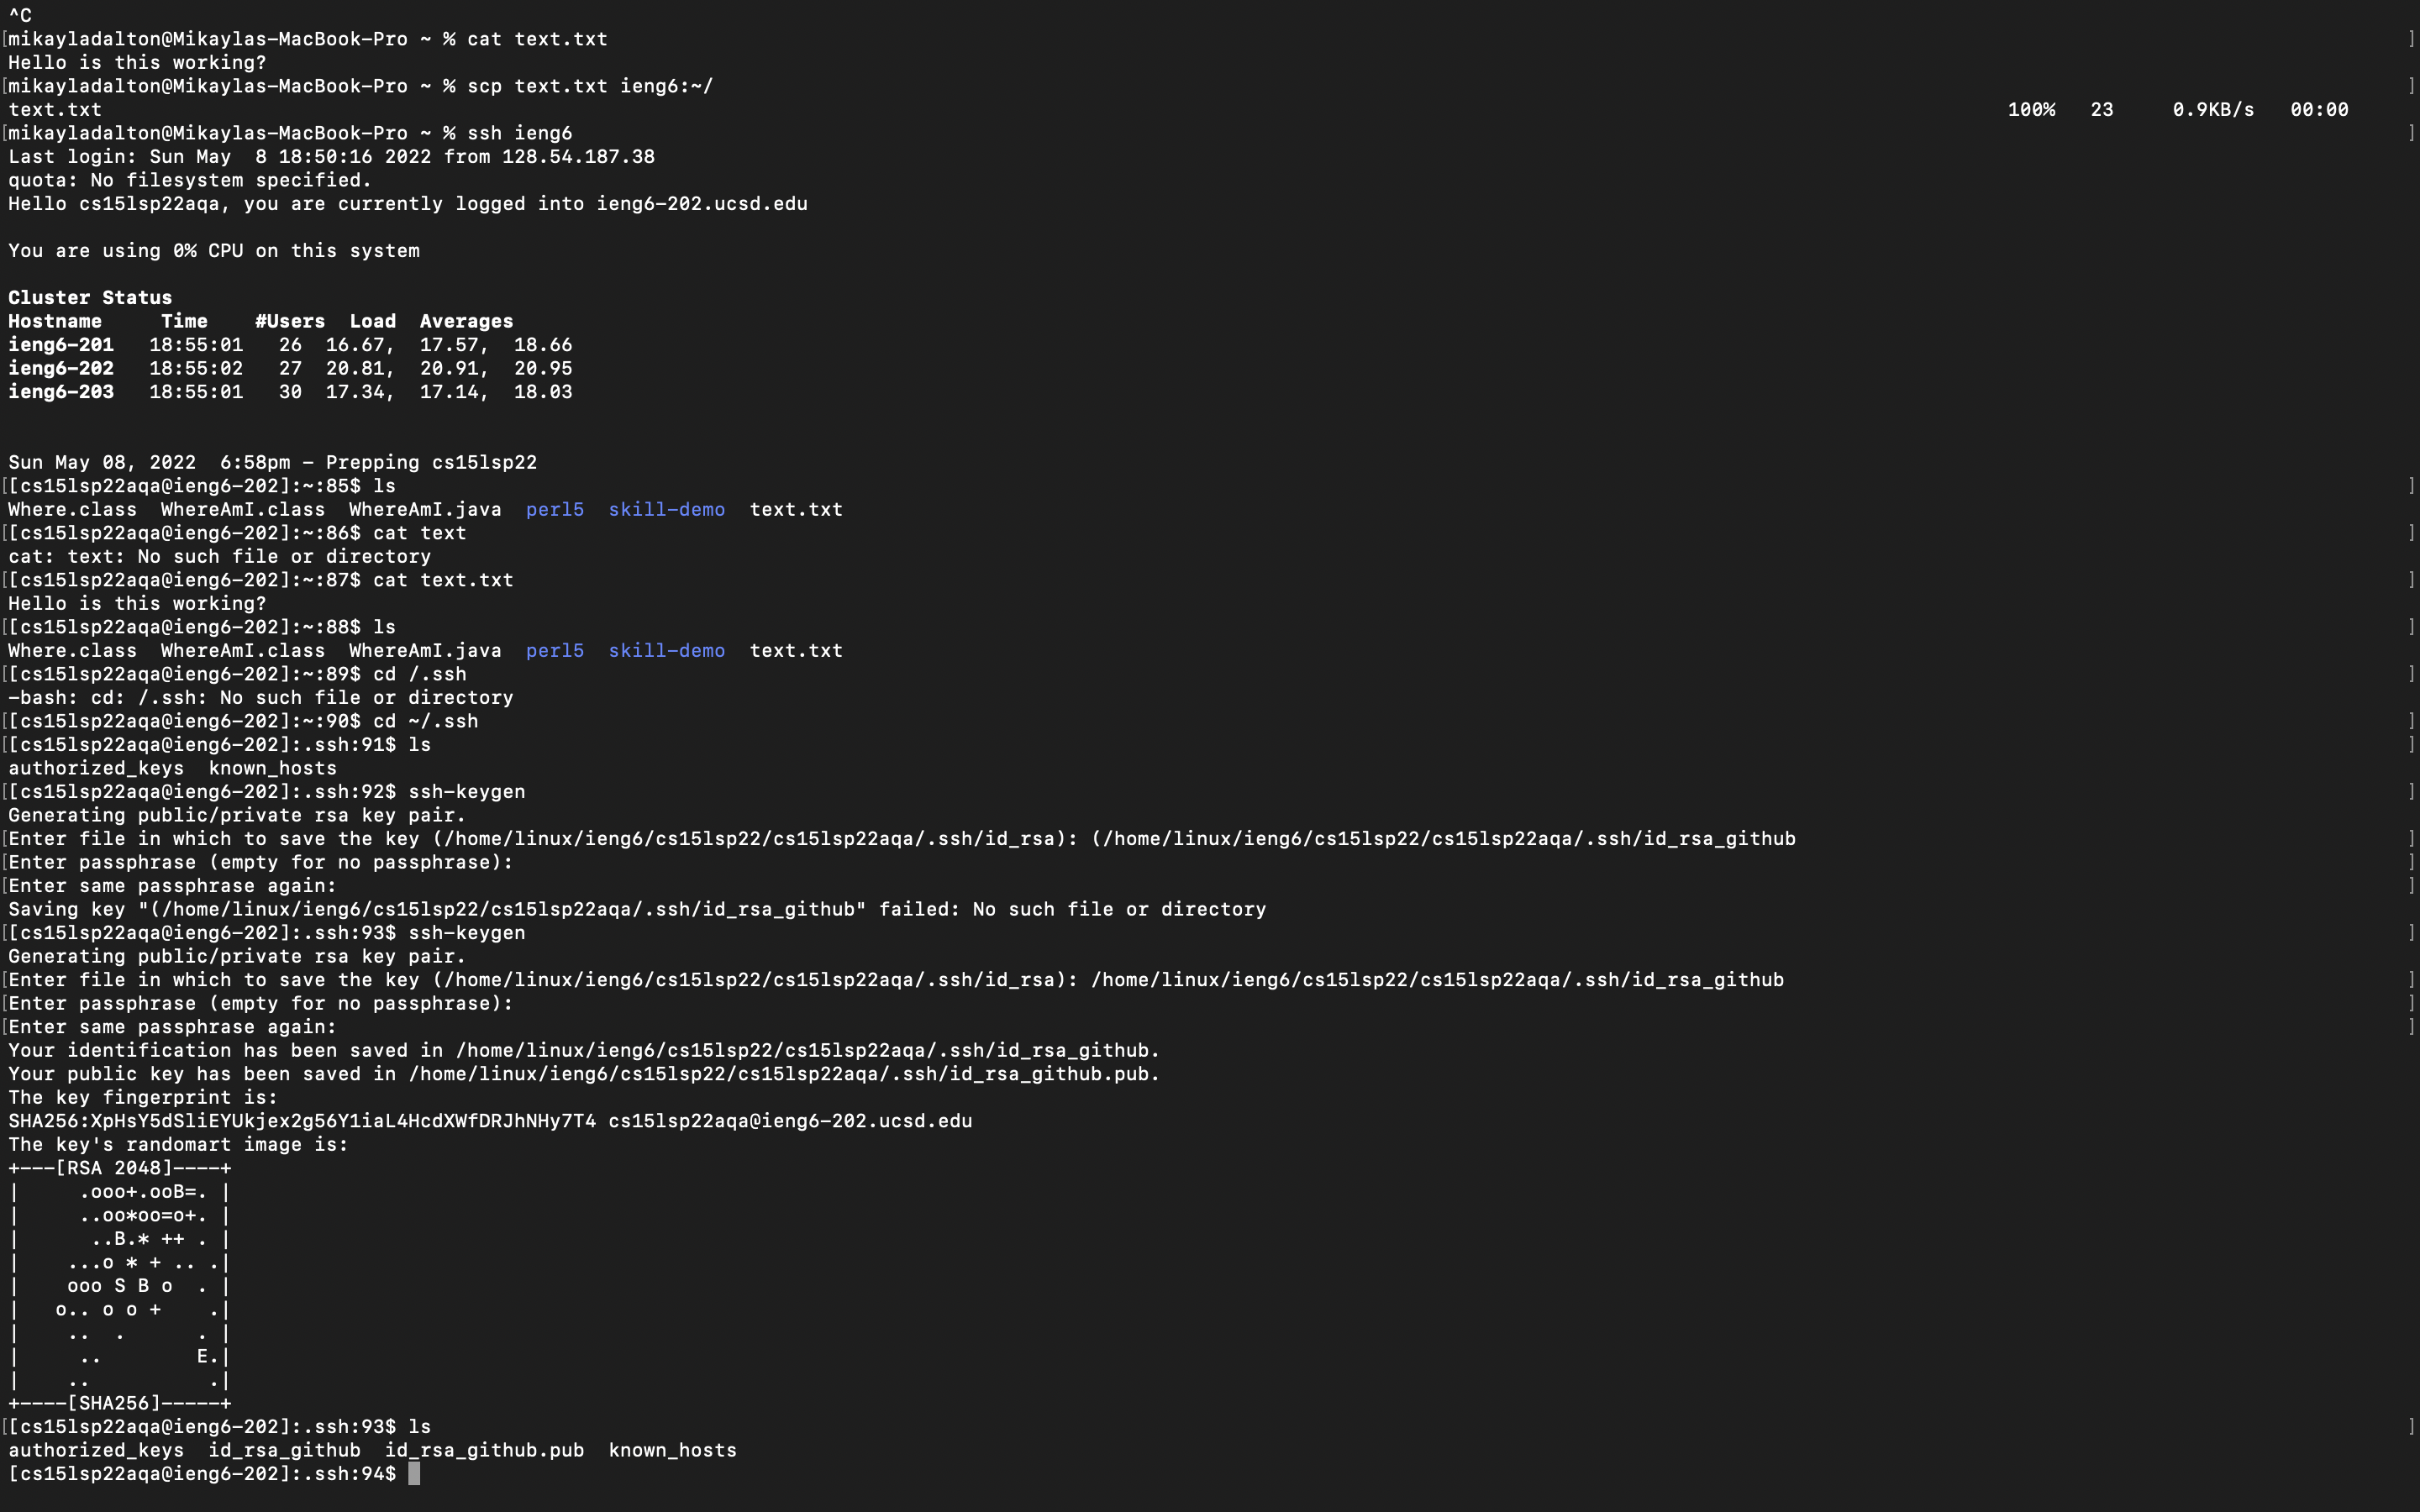 ^C
[mikayladalton@Mikaylas-MacBook-Pro ~ % cat text.txt ]
Hello is this working?
[mikayladalton@Mikaylas-MacBook-Pro ~ % scp text.txt ieng6:~/ ]
text.txt 100% 23 0.9KB/s 00:00
[mikayladalton@Mikaylas-MacBook-Pro ~ % ssh ieng6 ]
Last login: Sun May  8 18:50:16 2022 from 128.54.187.38
quota: No filesystem specified.
Hello cs15lsp22aqa, you are currently logged into ieng6-202.ucsd.edu
You are using 0% CPU on this system
Cluster Status
Hostname     Time    #Users  Load  Averages
ieng6-201   18:55:01   26  16.67,  17.57,  18.66
ieng6-202   18:55:02   27  20.81,  20.91,  20.95
ieng6-203   18:55:01   30  17.34,  17.14,  18.03
Sun May 08, 2022  6:58pm - Prepping cs15lsp22
[[cs15lsp22aqa@ieng6-202]:~:85$ ls ]
Where.class  WhereAmI.class  WhereAmI.java  perl5  skill-demo  text.txt
[[cs15lsp22aqa@ieng6-202]:~:86$ cat text ]
cat: text: No such file or directory
[[cs15lsp22aqa@ieng6-202]:~:87$ cat text.txt ]
Hello is this working?
[[cs15lsp22aqa@ieng6-202]:~:88$ ls ]
Where.class  WhereAmI.class  WhereAmI.java  perl5  skill-demo  text.txt
[[cs15lsp22aqa@ieng6-202]:~:89$ cd /.ssh ]
-bash: cd: /.ssh: No such file or directory
[[cs15lsp22aqa@ieng6-202]:~:90$ cd ~/.ssh ]
[[cs15lsp22aqa@ieng6-202]:.ssh:91$ ls ]
authorized_keys  known_hosts
[[cs15lsp22aqa@ieng6-202]:.ssh:92$ ssh-keygen ]
Generating public/private rsa key pair.
[Enter file in which to save the key (/home/linux/ieng6/cs15lsp22/cs15lsp22aqa/.ssh/id_rsa): (/home/linux/ieng6/cs15lsp22/cs15lsp22aqa/.ssh/id_rsa_github ]
[Enter passphrase (empty for no passphrase): ]
[Enter same passphrase again: ]
Saving key "(/home/linux/ieng6/cs15lsp22/cs15lsp22aqa/.ssh/id_rsa_github" failed: No such file or directory
[[cs15lsp22aqa@ieng6-202]:.ssh:93$ ssh-keygen ]
Generating public/private rsa key pair.
[Enter file in which to save the key (/home/linux/ieng6/cs15lsp22/cs15lsp22aqa/.ssh/id_rsa): /home/linux/ieng6/cs15lsp22/cs15lsp22aqa/.ssh/id_rsa_github ]
[Enter passphrase (empty for no passphrase): ]
[Enter same passphrase again: ]
Your identification has been saved in /home/linux/ieng6/cs15lsp22/cs15lsp22aqa/.ssh/id_rsa_github.
Your public key has been saved in /home/linux/ieng6/cs15lsp22/cs15lsp22aqa/.ssh/id_rsa_github.pub.
The key fingerprint is:
SHA256:XpHsY5dSliEYUkjex2g56Y1iaL4HcdXWfDRJhNHy7T4 cs15lsp22aqa@ieng6-202.ucsd.edu
The key's randomart image is:
+---[RSA 2048]----+
|     .ooo+.ooB=. |
|     ..oo*oo=o+. |
|      ..B.* ++ . |
|    ...o * + .. .|
|    ooo S B o  . |
|   o.. o o +    .|
|    ..  .      . |
|     ..        E.|
|    ..          .|
+----[SHA256]-----+
[[cs15lsp22aqa@ieng6-202]:.ssh:93$ ls ]
authorized_keys  id_rsa_github  id_rsa_github.pub  known_hosts
[cs15lsp22aqa@ieng6-202]:.ssh:94$